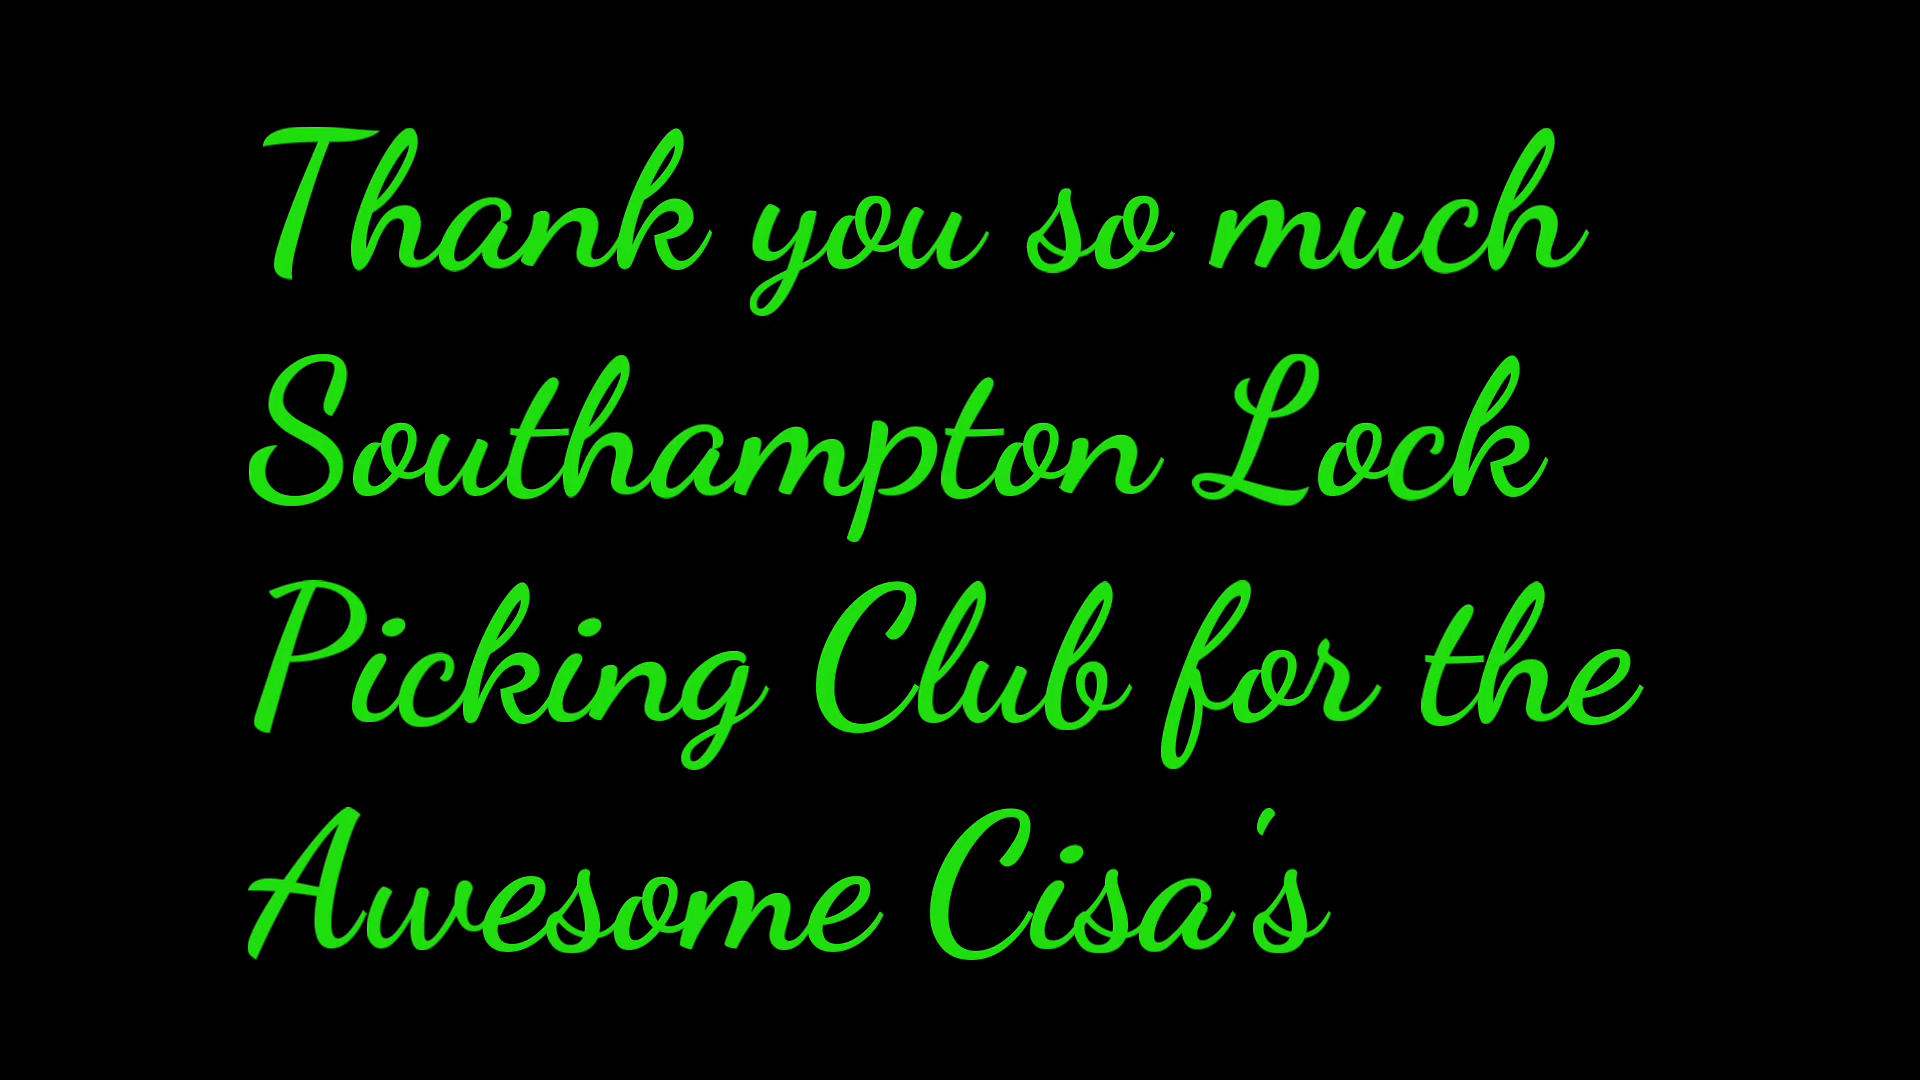 Thank you so much
Southampton Lock
Picking Club for the
Awesome Cisa's